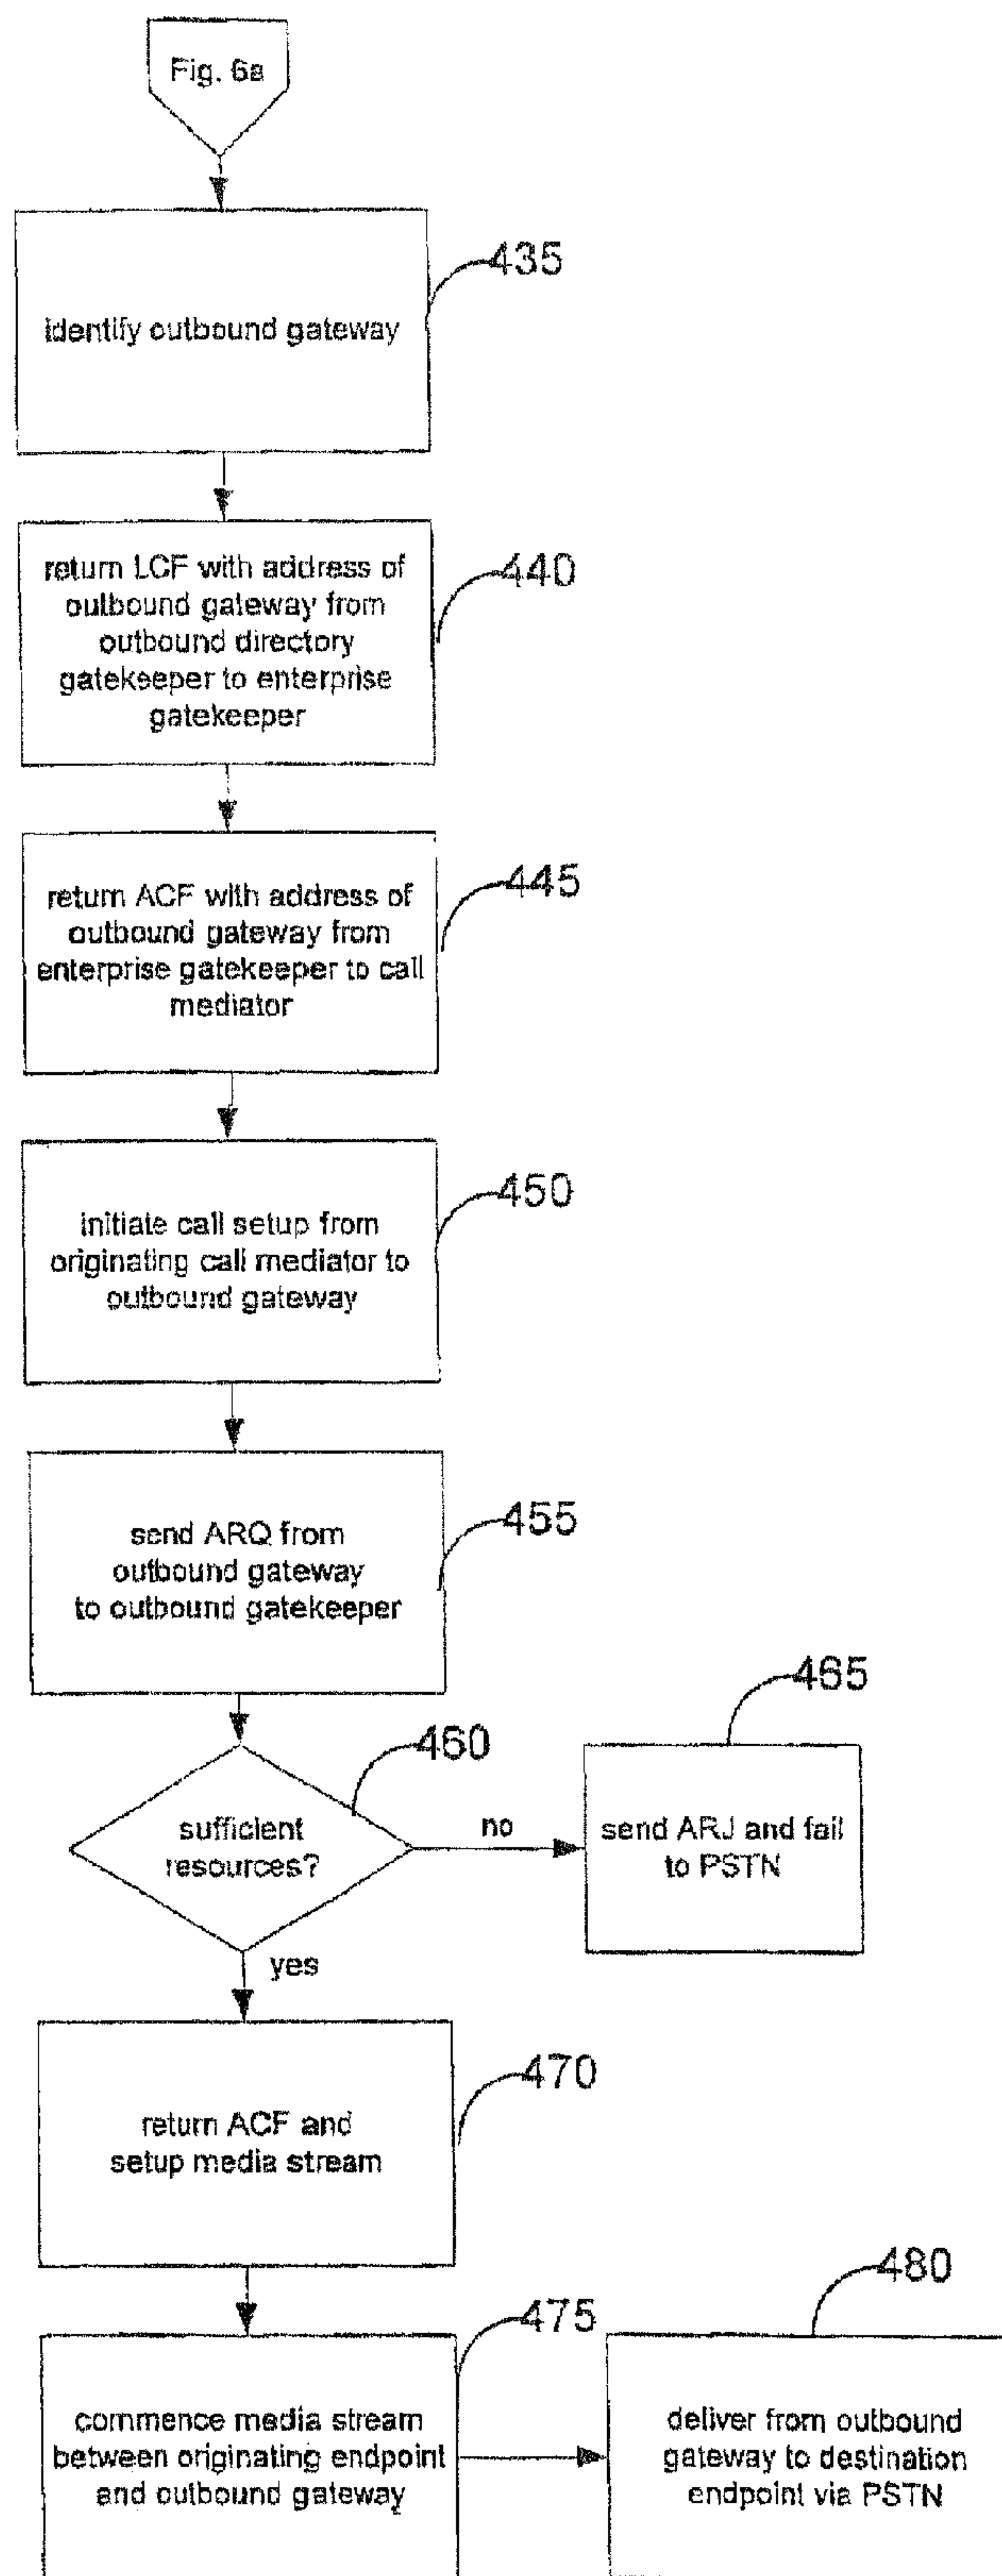 Fig. 6a
435
identify outbound gateway
440
return LCF with address of
outbound gateway from
outbound directory
gatekeeper to enterprise
gatekeeper
445
return ACF with address of
outbound gateway from
enterprise gatekeeper to call
mediator
450
initiate call setup from
originating call mediator to
outbound gateway
455
send ARQ from
outbound gateway
to outbound gatekeeper
465
460
sufficient
resources?
no
send ARJ and fail
to PSTN
yes
470
return ACF and
setup media stream
480
475
commence media stream
between originating endpoint
and outbound gateway
deliver from outbound
gateway to destination
endpoint via PSTN